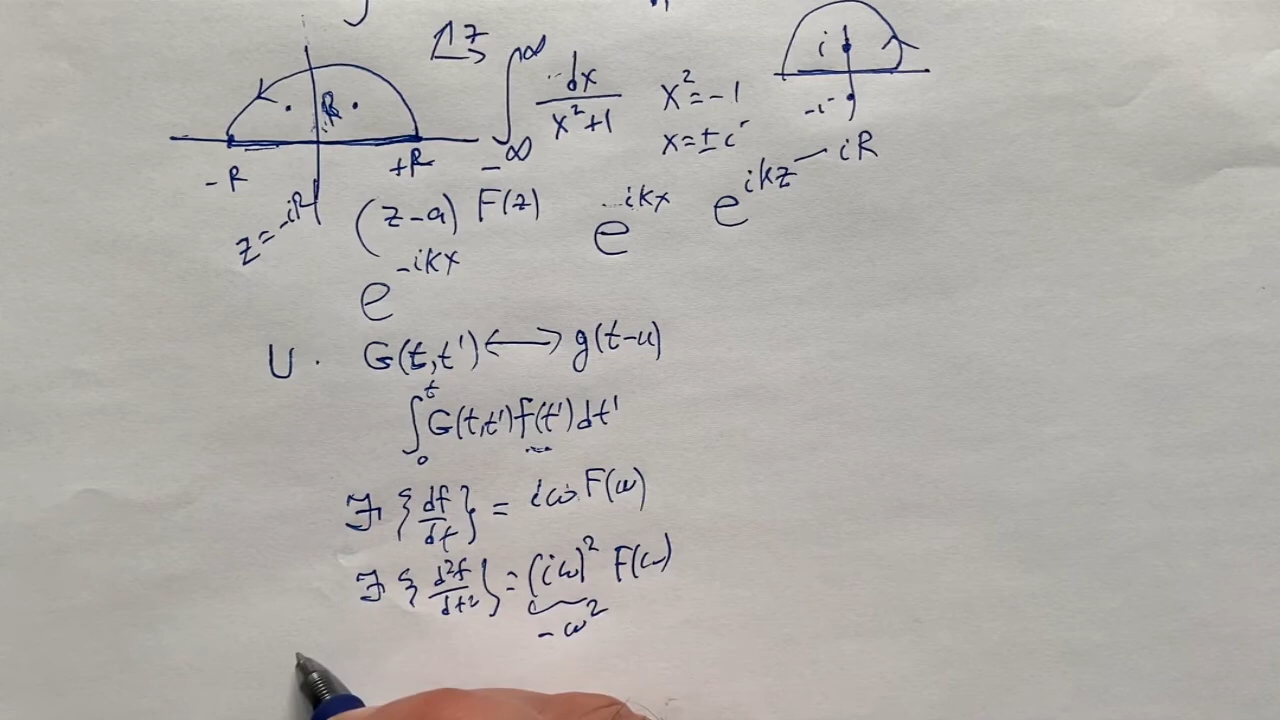 z
∫_{-∞}^{∞} dx/(x²+1)
x² = -1
x = ±i
i
-i
iR
-R
+R
z = -iR
(z-a) F(z)
e^{ikx}
e^{ikz} — iR
e^{-ikx}
U . G(t,t') ⟷ g(t-u)
∫_0^t G(t,t') f(t') dt'
ℱ{df/dt} = iω F(ω)
ℱ{d²f/dt²} = (iω)² F(ω)
-ω²